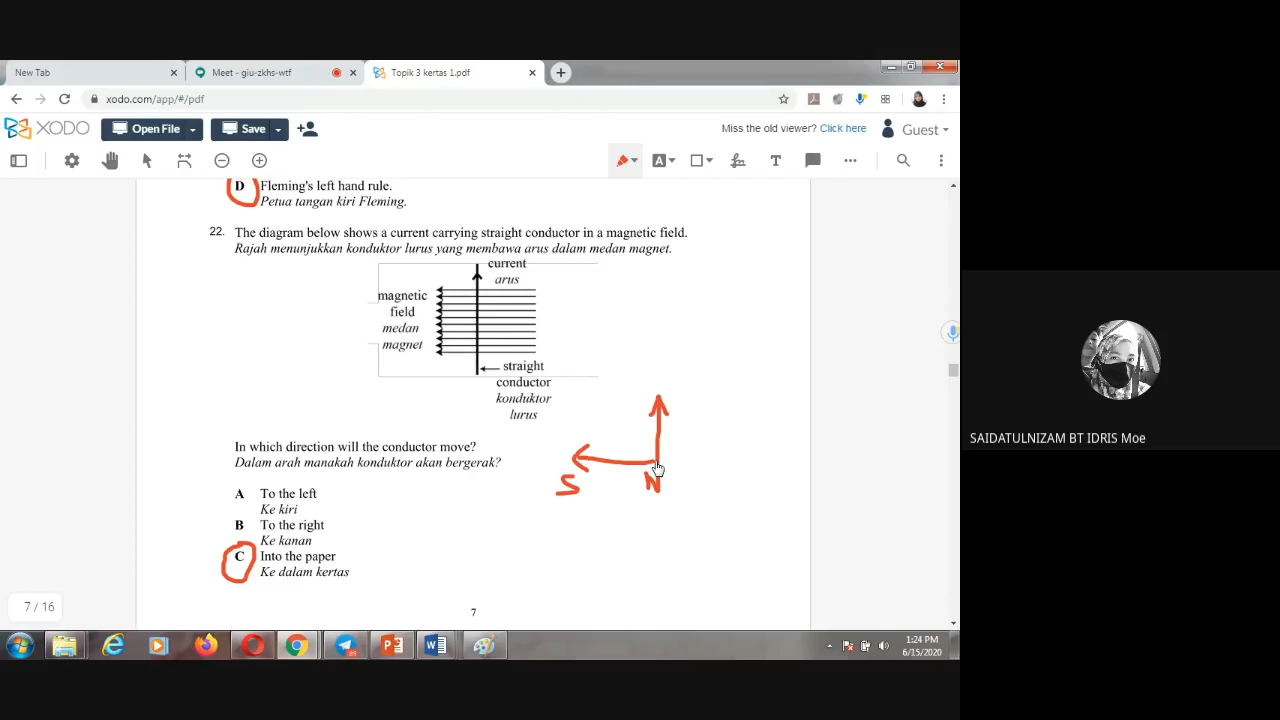 New Tab
Meet - giu-zkhs-wtf
Topik 3 kertas 1.pdf
xodo.com/app/#/pdf
XODO
Open File
Save
Miss the old viewer? Click here
Guest
D Fleming's left hand rule.
Petua tangan kiri Fleming.
22. The diagram below shows a current carrying straight conductor in a magnetic field.
Rajah menunjukkan konduktor lurus yang membawa arus dalam medan magnet.
current
arus
magnetic
field
medan
magnet
straight
conductor
konduktor
lurus
In which direction will the conductor move?
Dalam arah manakah konduktor akan bergerak?
S N
A To the left
Ke kiri
B To the right
Ke kanan
C Into the paper
Ke dalam kertas
7
7 / 16
1:24 PM
6/15/2020
SAIDATULNIZAM BT IDRIS Moe